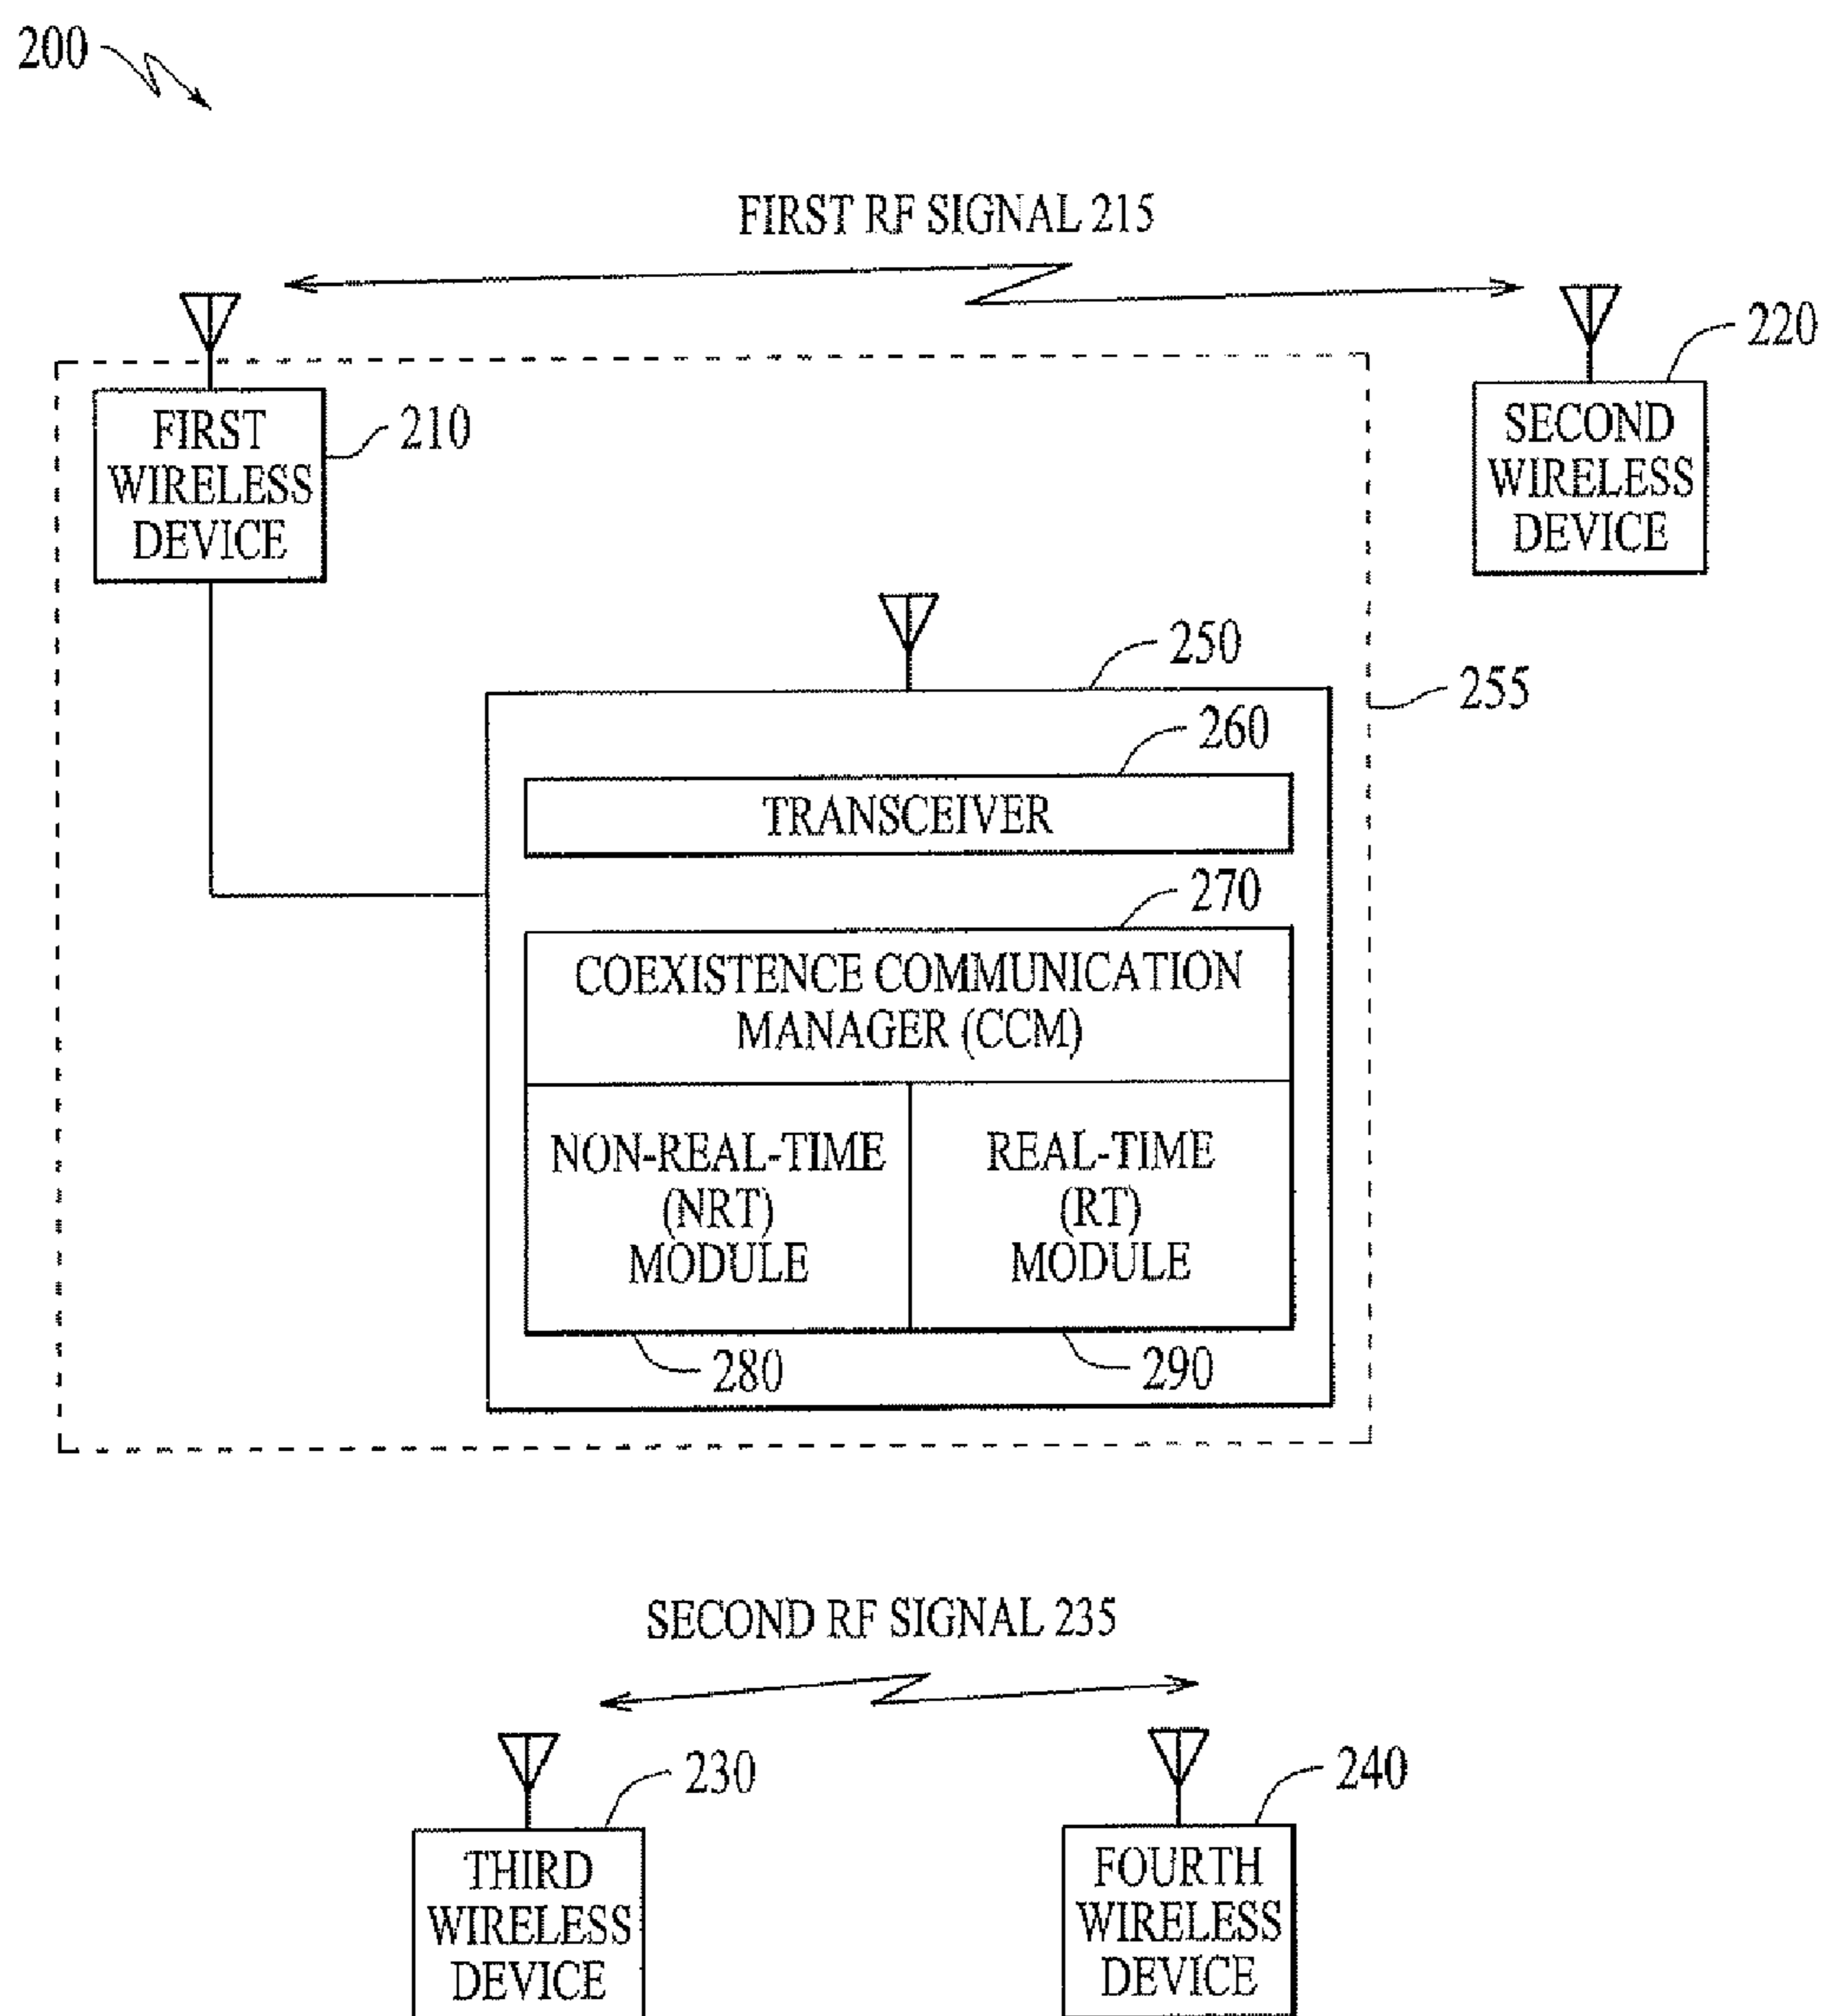 200
FIRST RF SIGNAL 215
220
FIRST
WIRELESS
DEVICE
210
SECOND
WIRELESS
DEVICE
250
255
260
TRANSCEIVER
270
COEXISTENCE COMMUNICATION
MANAGER (CCM)
NON-REAL-TIME
(NRT)
MODULE
REAL-TIME
(RT)
MODULE
280
290
SECOND RF SIGNAL 235
230
240
THIRD
WIRELESS
DEVICE
FOURTH
WIRELESS
DEVICE